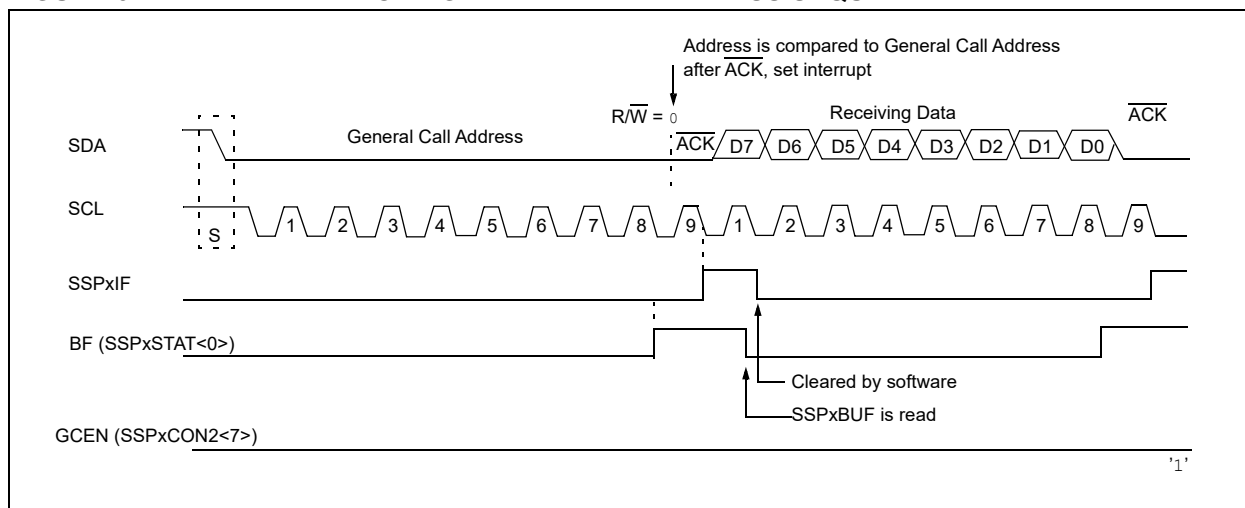 Address is compared to General Call Address
after ACK, set interrupt
R/W = 0
Receiving Data
ACK
General Call Address
SDA
ACK D7 D6 D5 D4 D3 D2 D1 D0
SCL
S
1 2 3 4 5 6 7 8 9 1 2 3 4 5 6 7 8 9
SSPxIF
BF (SSPxSTAT<0>)
Cleared by software
SSPxBUF is read
GCEN (SSPxCON2<7>)
'1'